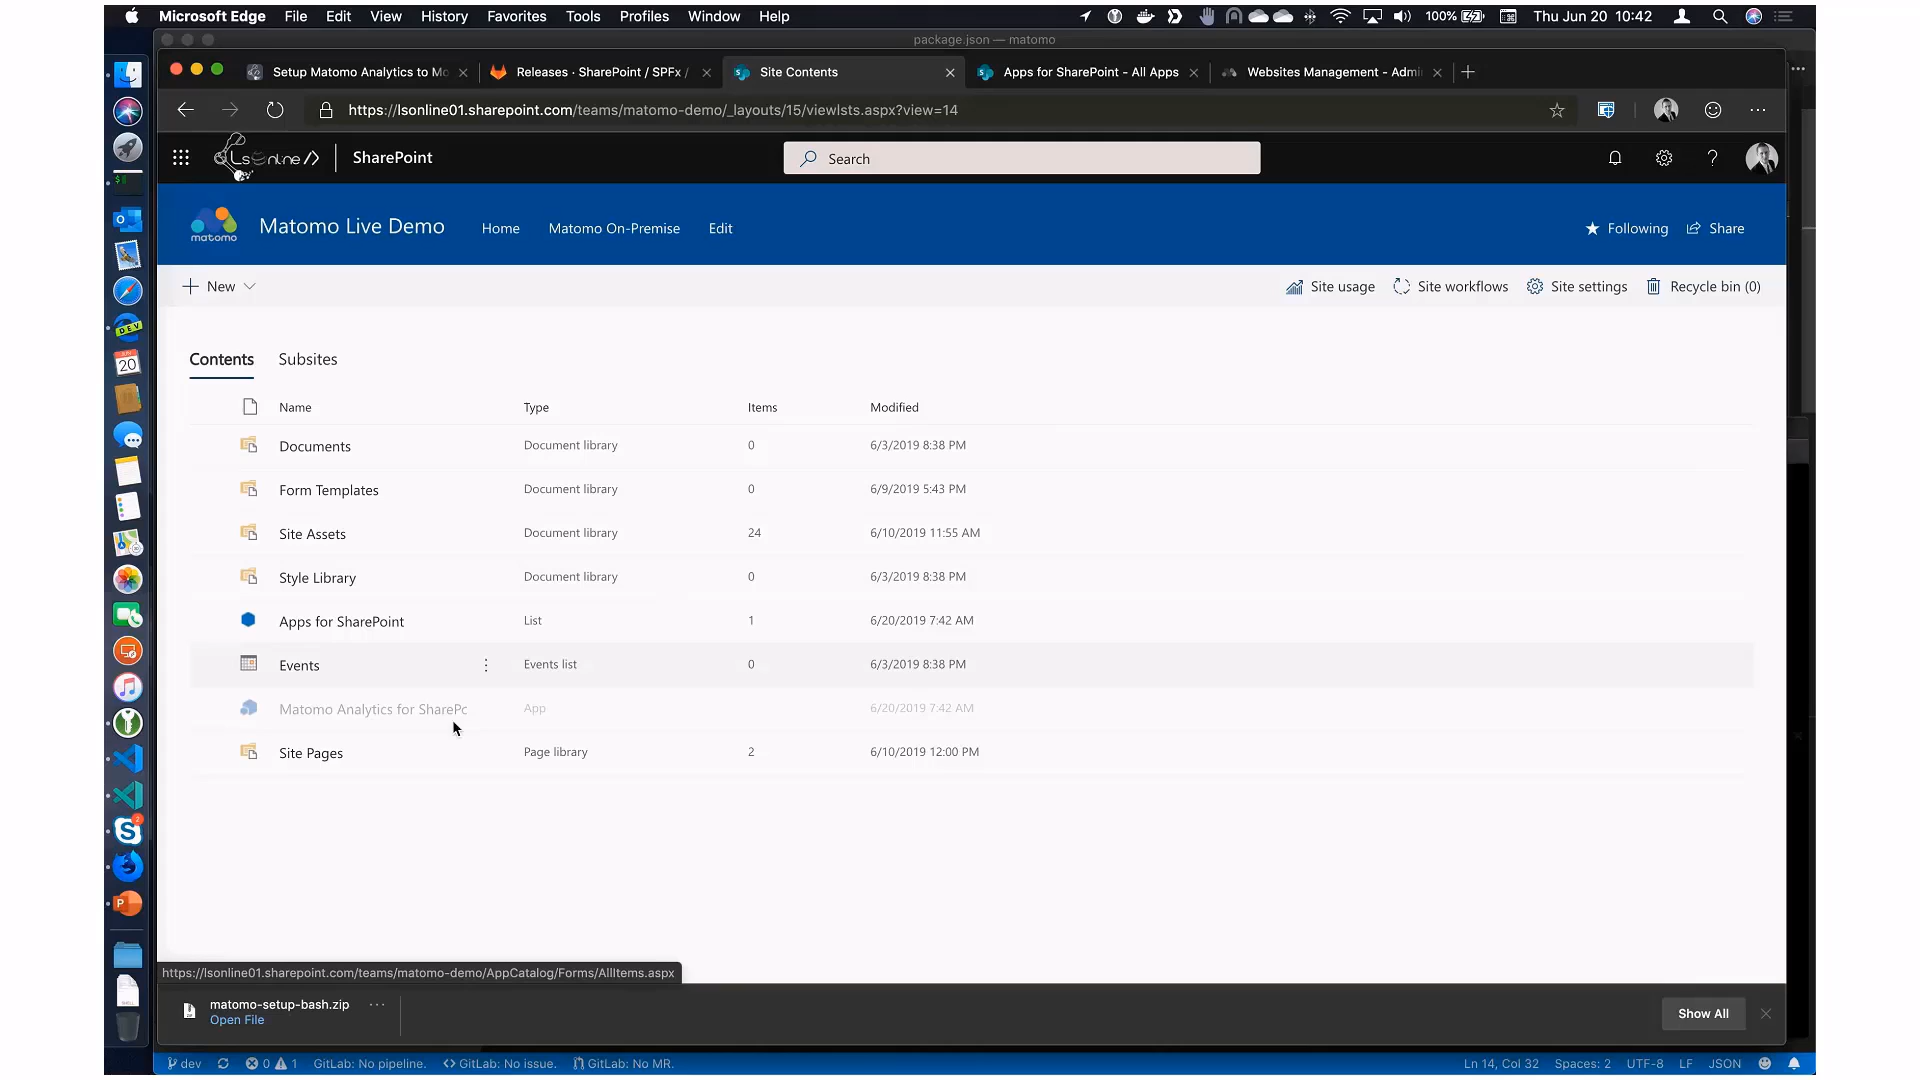 Microsoft Edge File Edit View History Favorites Tools Profiles Window Help 100% Thu Jun 20 10:42
package.json — matomo
Setup Matomo Analytics to Mo Releases · SharePoint / SPFx / Site Contents Apps for SharePoint - All Apps Websites Management - Admi
https://lsonline01.sharepoint.com/teams/matomo-demo/_layouts/15/viewlsts.aspx?view=14
LsOnline /> SharePoint Search
matomo Matomo Live Demo Home Matomo On-Premise Edit Following Share
New Site usage Site workflows Site settings Recycle bin (0)
Contents Subsites
Name Type Items Modified
Documents Document library 0 6/3/2019 8:38 PM
Form Templates Document library 0 6/9/2019 5:43 PM
Site Assets Document library 24 6/10/2019 11:55 AM
Style Library Document library 0 6/3/2019 8:38 PM
Apps for SharePoint List 1 6/20/2019 7:42 AM
Events Events list 0 6/3/2019 8:38 PM
Matomo Analytics for SharePc App 6/20/2019 7:42 AM
Site Pages Page library 2 6/10/2019 12:00 PM
https://lsonline01.sharepoint.com/teams/matomo-demo/AppCatalog/Forms/AllItems.aspx
matomo-setup-bash.zip
Open File
Show All
dev 0 1 GitLab: No pipeline. GitLab: No issue. GitLab: No MR. Ln 14, Col 32 Spaces: 2 UTF-8 LF JSON
DEV
20
2